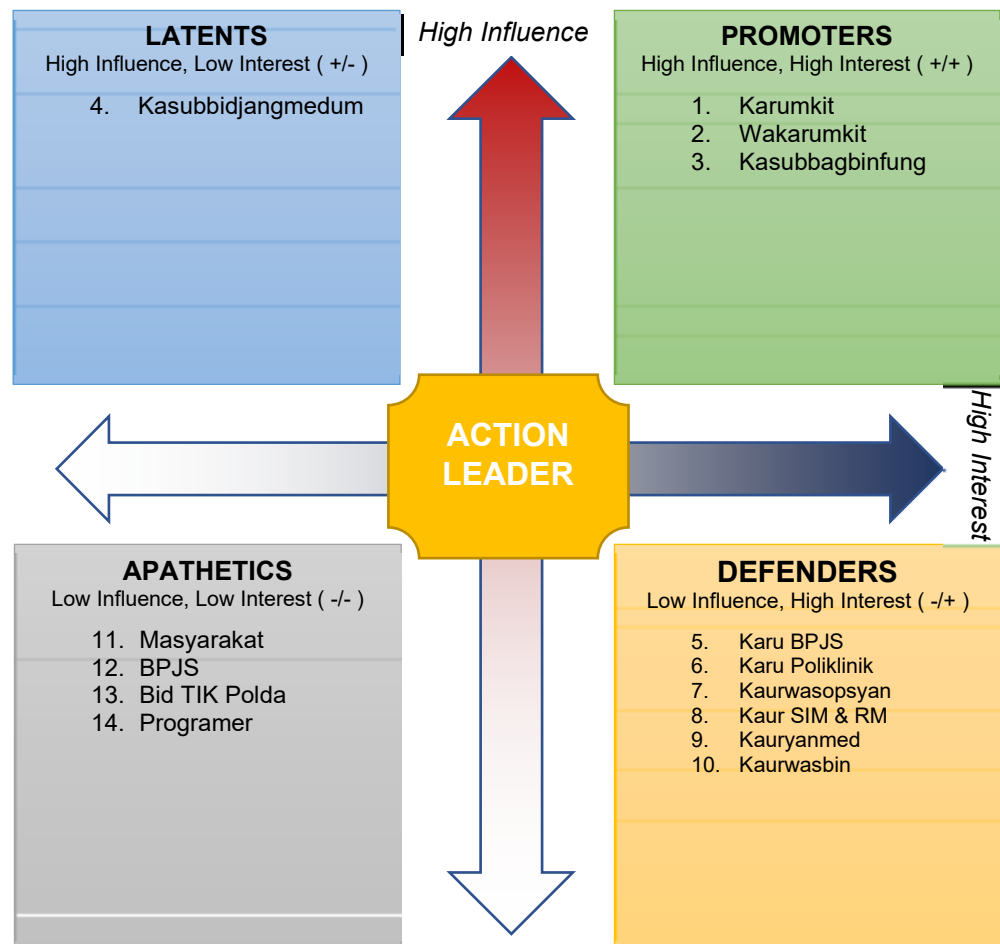 LATENTS
High Influence, Low Interest ( +/- )
4. Kasubbidjangmedum
High Influence
PROMOTERS
High Influence, High Interest ( +/+ )
1. Karumkit
2. Wakarumkit
3. Kasubbagbinfung
ACTION
LEADER
High Interest
APATHETICS
Low Influence, Low Interest ( -/- )
11. Masyarakat
12. BPJS
13. Bid TIK Polda
14. Programer
DEFENDERS
Low Influence, High Interest ( -/+ )
5. Karu BPJS
6. Karu Poliklinik
7. Kaurwasopsyan
8. Kaur SIM & RM
9. Kauryanmed
10. Kaurwasbin